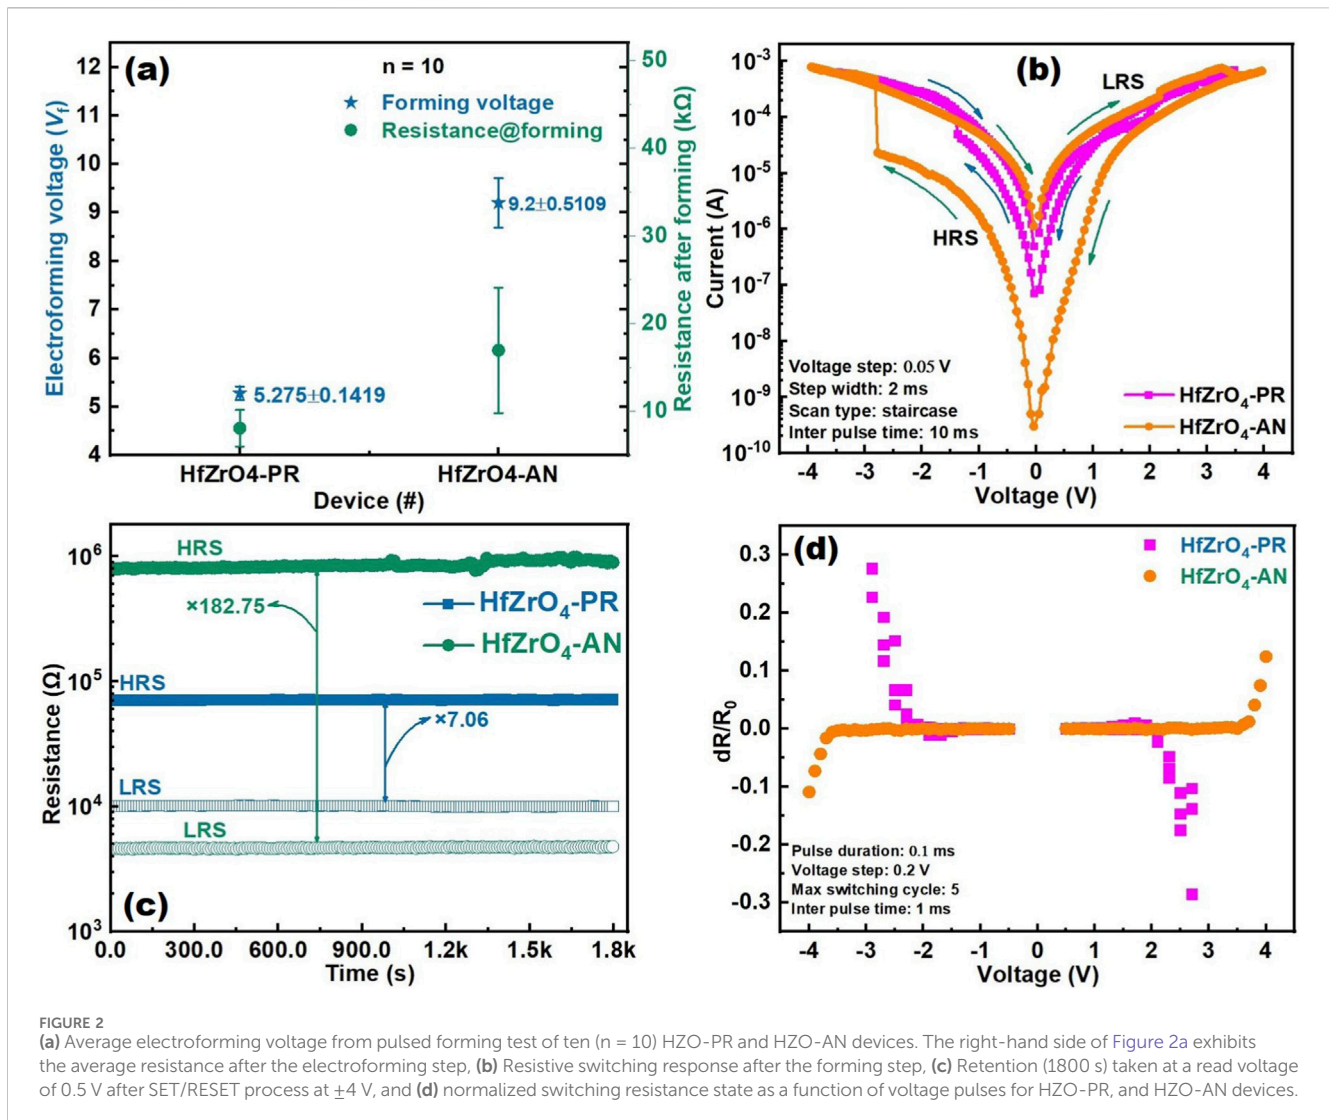 (a)
n = 10
Forming voltage
Resistance@forming
Electroforming voltage (Vf)
12
11
10
9
8
7
6
5
4
9.2±0.5109
5.275±0.1419
50
40
30
20
10
Resistance after forming (kΩ)
HfZrO4-PR
HfZrO4-AN
Device (#)
(b)
LRS
HRS
Current (A)
10-3
10-4
10-5
10-6
10-7
10-8
10-9
10-10
Voltage step: 0.05 V
Step width: 2 ms
Scan type: staircase
Inter pulse time: 10 ms
HfZrO4-PR
HfZrO4-AN
-4 -3 -2 -1 0 1 2 3 4
Voltage (V)
HRS
×182.75
HfZrO4-PR
HfZrO4-AN
HRS
×7.06
LRS
LRS
(c)
Resistance (Ω)
106
105
104
103
0.0 300.0 600.0 900.0 1.2k 1.5k 1.8k
Time (s)
(d)
HfZrO4-PR
HfZrO4-AN
dR/R0
0.3
0.2
0.1
0.0
-0.1
-0.2
-0.3
Pulse duration: 0.1 ms
Voltage step: 0.2 V
Max switching cycle: 5
Inter pulse time: 1 ms
-4 -3 -2 -1 0 1 2 3 4
Voltage (V)
FIGURE 2
(a) Average electroforming voltage from pulsed forming test of ten (n = 10) HZO-PR and HZO-AN devices. The right-hand side of Figure 2a exhibits
the average resistance after the electroforming step, (b) Resistive switching response after the forming step, (c) Retention (1800 s) taken at a read voltage
of 0.5 V after SET/RESET process at ±4 V, and (d) normalized switching resistance state as a function of voltage pulses for HZO-PR, and HZO-AN devices.